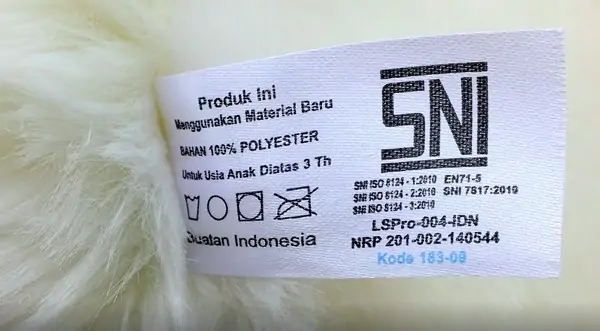 Produk Ini
Menggunakan Material Baru
BAHAN 100% POLYESTER
Untuk Usia Anak Diatas 3 Th
Buatan Indonesia
SNI
SNI ISO 8124 - 1:2010 EN71-5
SNI ISO 8124 - 2:2010 SNI 7617:2010
SNI ISO 8124 - 3:2010
LSPro-004-IDN
NRP 201-002-140544
Kode 183-09